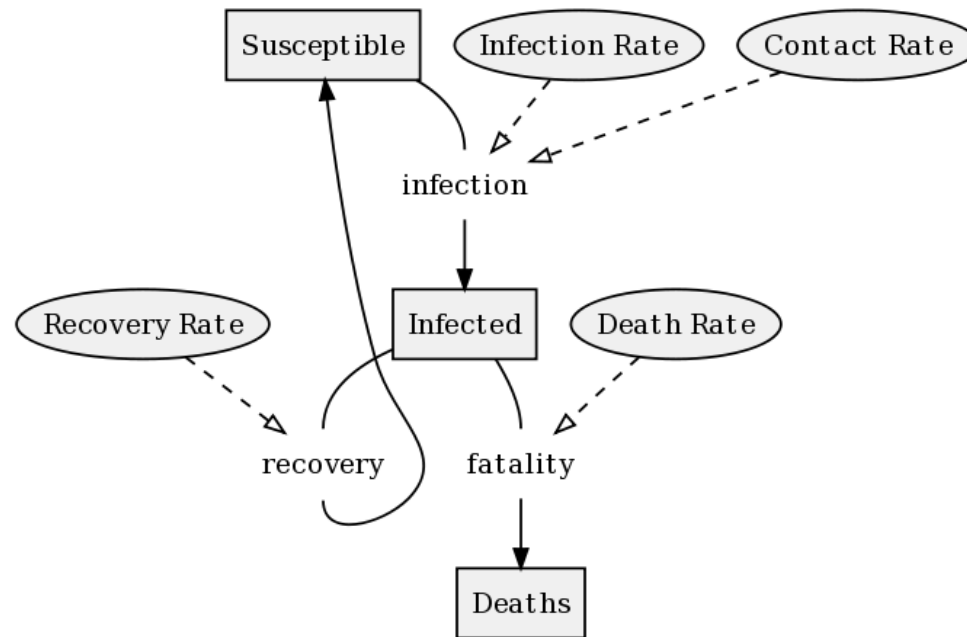 Susceptible
Infection Rate
Contact Rate
infection
Recovery Rate
Infected
Death Rate
recovery
fatality
Deaths